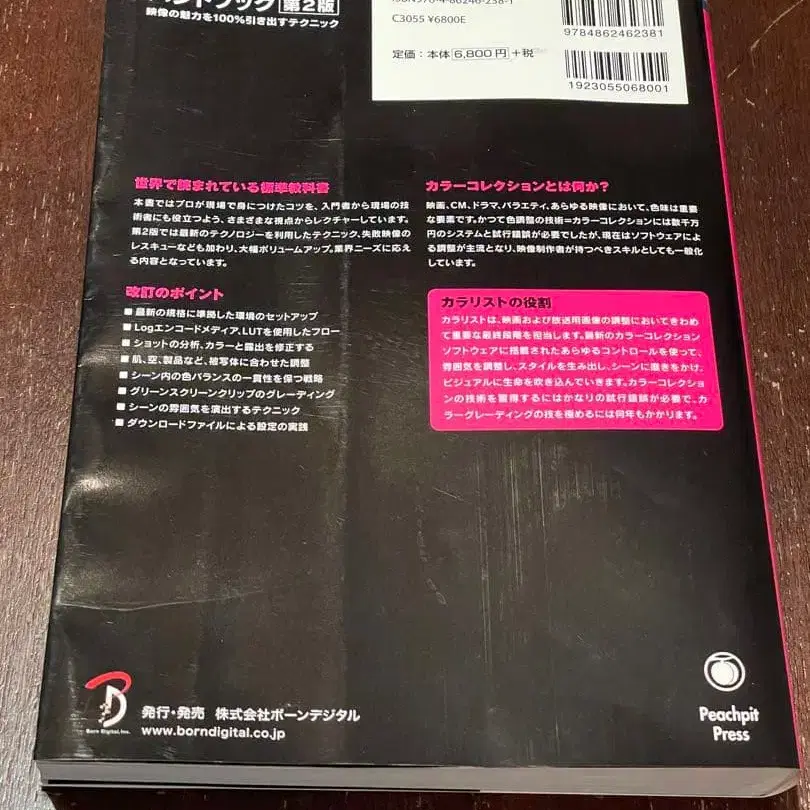 ハンドブック 第2版
映像の魅力を100%引き出すテクニック
C3055 ¥6800E
定価：本体6,800円＋税
9784862462381
1923055068001
世界で読まれている標準教科書
本書ではプロが現場で身につけたコツを、入門者から現場の技
術者にも役立つよう、さまざまな視点からレクチャーしています。
第2版では最新のテクノロジーを利用したテクニック、失敗映像の
レスキューなども加わり、大幅ボリュームアップ。業界ニーズに応え
る内容となっています。
改訂のポイント
■ 最新の規格に準拠した環境のセットアップ
■ Logエンコードメディア、LUTを使用したフロー
■ ショットの分析、カラーと露出を修正する
■ 肌、空、製品など、被写体に合わせた調整
■ シーン内の色バランスの一貫性を保つ戦略
■ グリーンスクリーンクリップのグレーディング
■ シーンの雰囲気を演出するテクニック
■ ダウンロードファイルによる設定の実践
カラーコレクションとは何か？
映画、CM、ドラマ、バラエティ、あらゆる映像において、色味は重要
な要素です。かつて色調整の技術＝カラーコレクションには数千万
円のシステムと試行錯誤が必要でしたが、現在はソフトウェアによ
る調整が主流となり、映像制作者が持つべきスキルとしても一般化
しています。
カラリストの役割
カラリストは、映画および放送用画像の調整においてきわめ
て重要な最終段階を担当します。最新のカラーコレクション
ソフトウェアに搭載されたあらゆるコントロールを使って、
雰囲気を調整し、スタイルを生み出し、シーンに磨きをかけ、
ビジュアルに生命を吹き込んでいきます。カラーコレクショ
ンの技術を習得するにはかなりの試行錯誤が必要で、カ
ラーグレーディングの技を極めるには何年もかかります。
Born Digital, Inc.
発行・発売 株式会社ボーンデジタル
www.borndigital.co.jp
Peachpit
Press